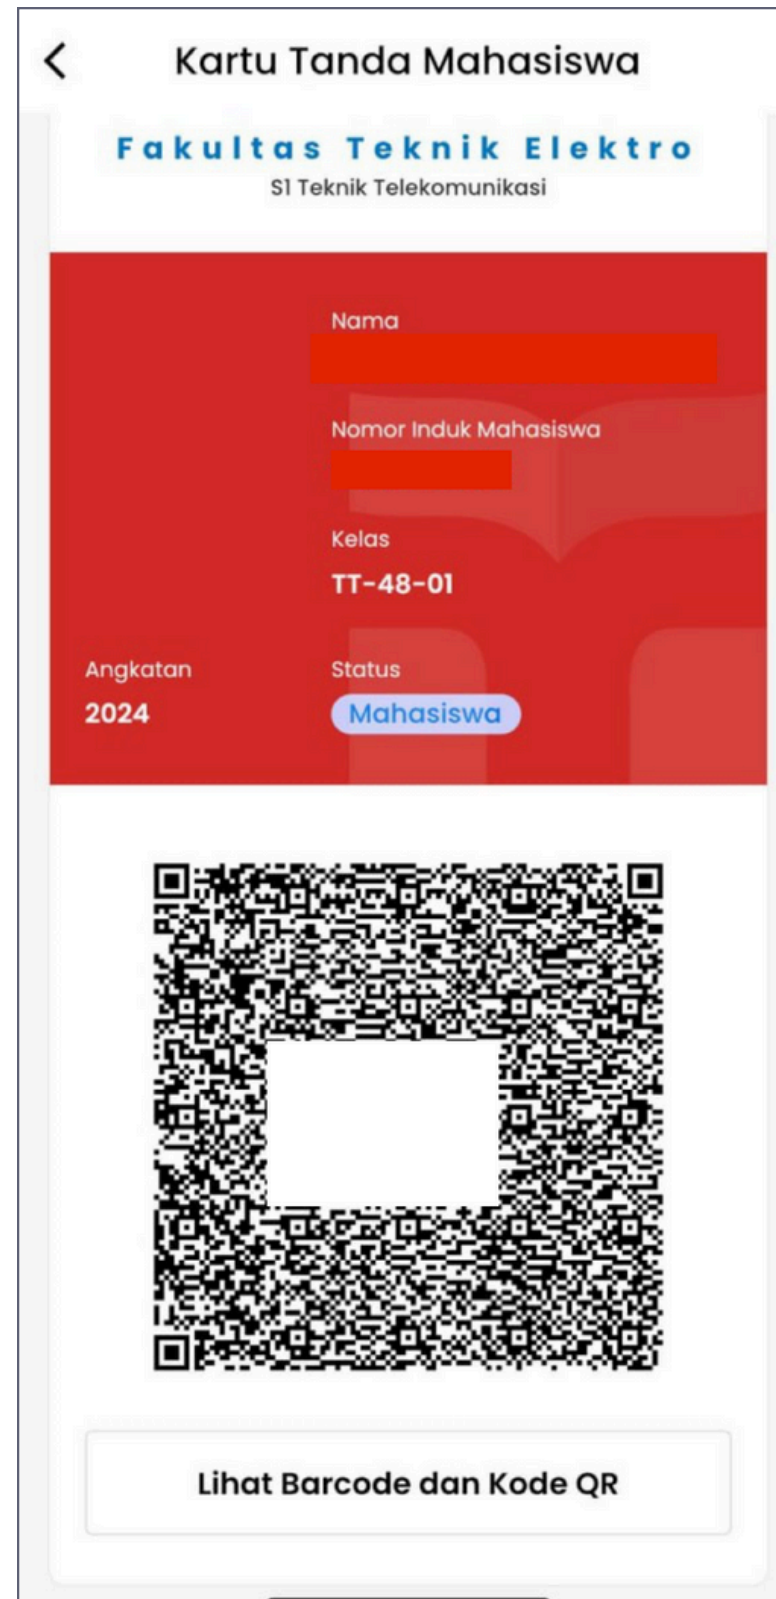 Kartu Tanda Mahasiswa
Fakultas Teknik Elektro
S1 Teknik Telekomunikasi
Nama
Nomor Induk Mahasiswa
Kelas
TT-48-01
Angkatan
2024
Status
Mahasiswa
Lihat Barcode dan Kode QR